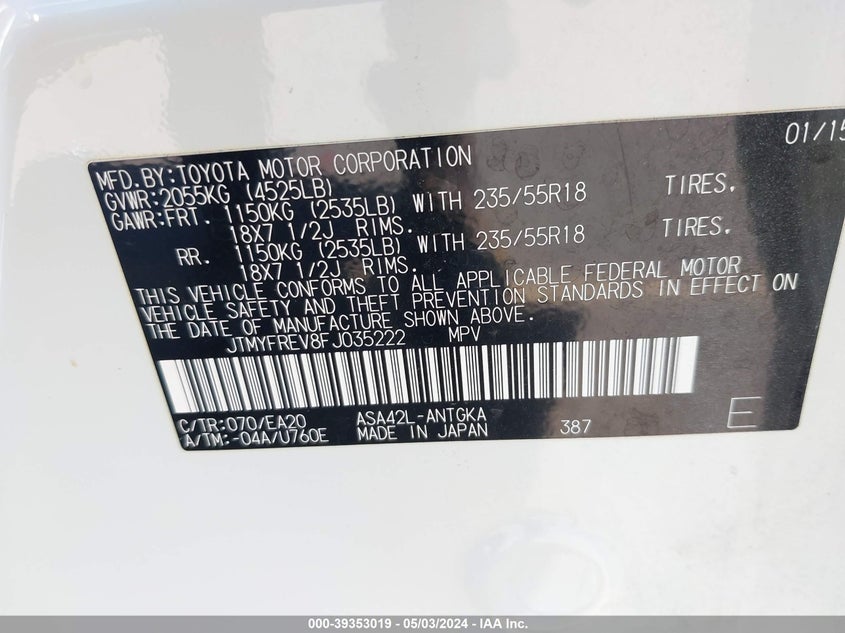 01/15
MFD.BY:TOYOTA MOTOR CORPORATION
GVWR:2055KG (4525LB)
GAWR:FRT. 1150KG (2535LB) WITH 235/55R18 TIRES,
18X7 1/2J RIMS.
RR. 1150KG (2535LB) WITH 235/55R18 TIRES,
18X7 1/2J RIMS.
THIS VEHICLE CONFORMS TO ALL APPLICABLE FEDERAL MOTOR
VEHICLE SAFETY AND THEFT PREVENTION STANDARDS IN EFFECT ON
THE DATE OF MANUFACTURE SHOWN ABOVE.
JTMYFREV8FJ035222 MPV
C/TR:070/EA20 ASA42L-ANTGKA
A/TM:-04A/U760E MADE IN JAPAN 387 E
000-39353019 - 05/03/2024 - IAA Inc.